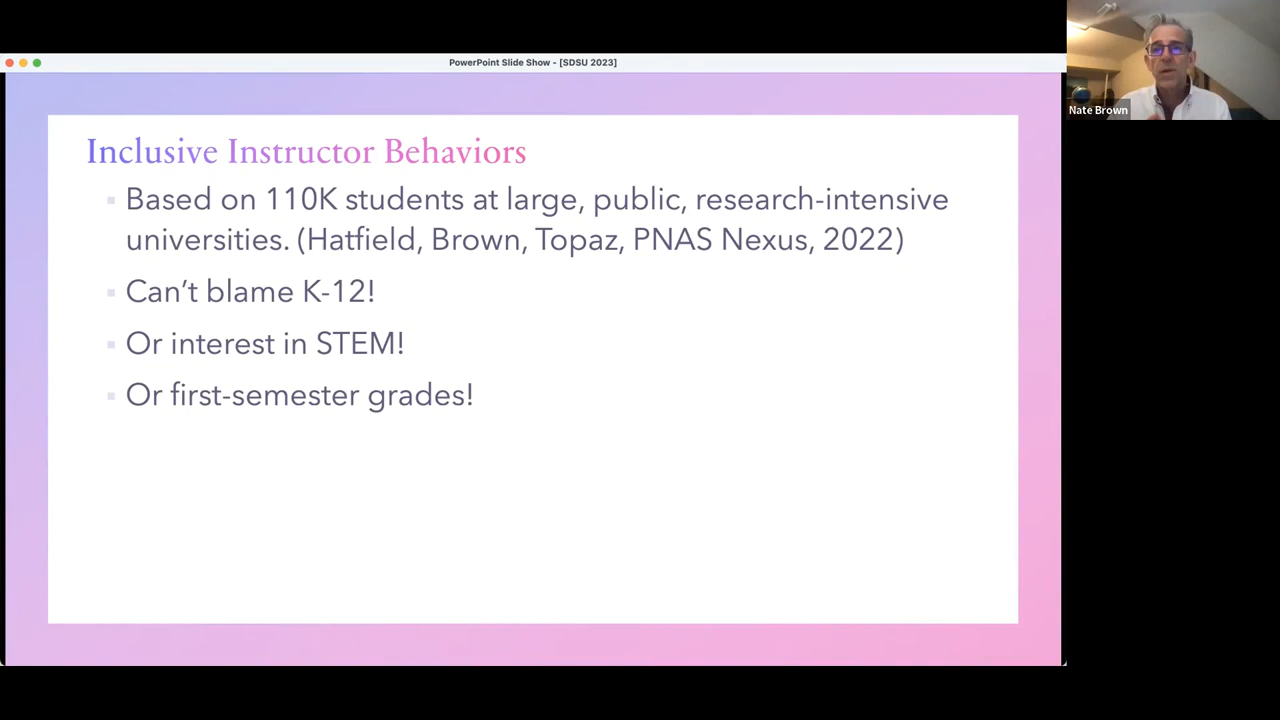 PowerPoint Slide Show - [SDSU 2023]
Inclusive Instructor Behaviors
Based on 110K students at large, public, research-intensive
universities. (Hatfield, Brown, Topaz, PNAS Nexus, 2022)
Can’t blame K-12!
Or interest in STEM!
Or first-semester grades!
Nate Brown